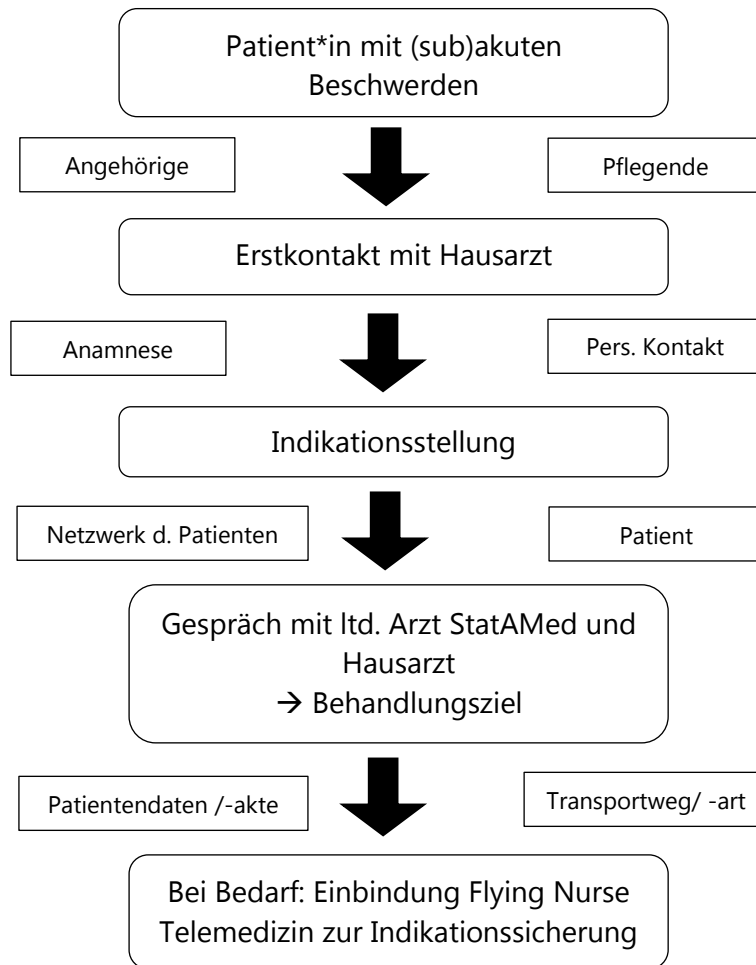 Patient*in mit (sub)akuten
Beschwerden
Angehörige
Pflegende
Erstkontakt mit Hausarzt
Anamnese
Pers. Kontakt
Indikationsstellung
Netzwerk d. Patienten
Patient
Gespräch mit ltd. Arzt StatAMed und
Hausarzt
→ Behandlungsziel
Patientendaten /-akte
Transportweg/ -art
Bei Bedarf: Einbindung Flying Nurse
Telemedizin zur Indikationssicherung